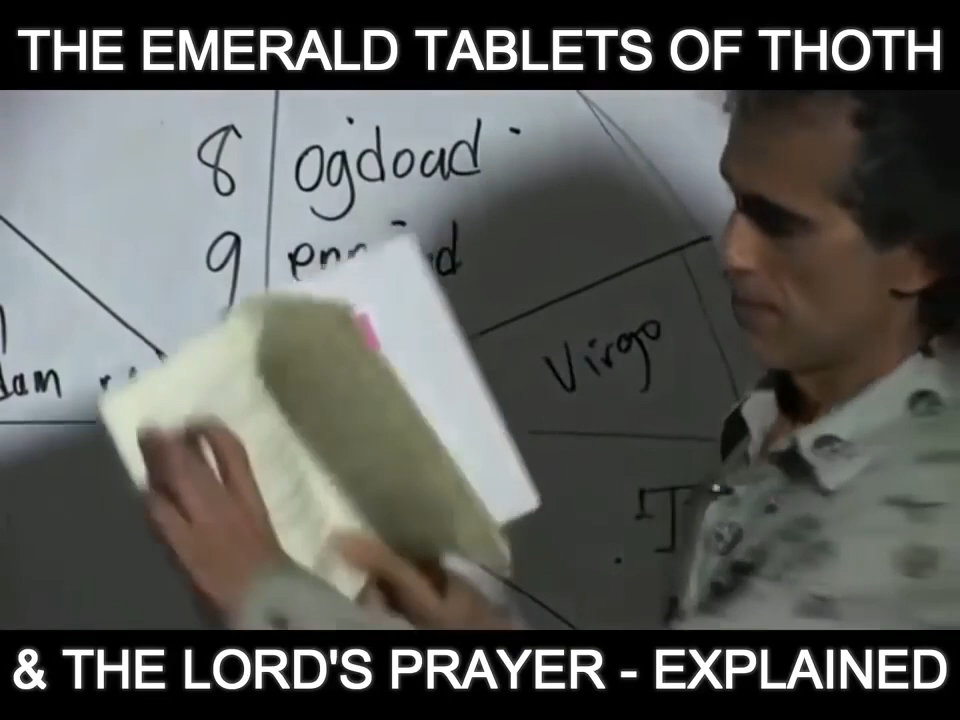 THE EMERALD TABLETS OF THOTH
8 ogdoad
9
Virgo
& THE LORD'S PRAYER - EXPLAINED